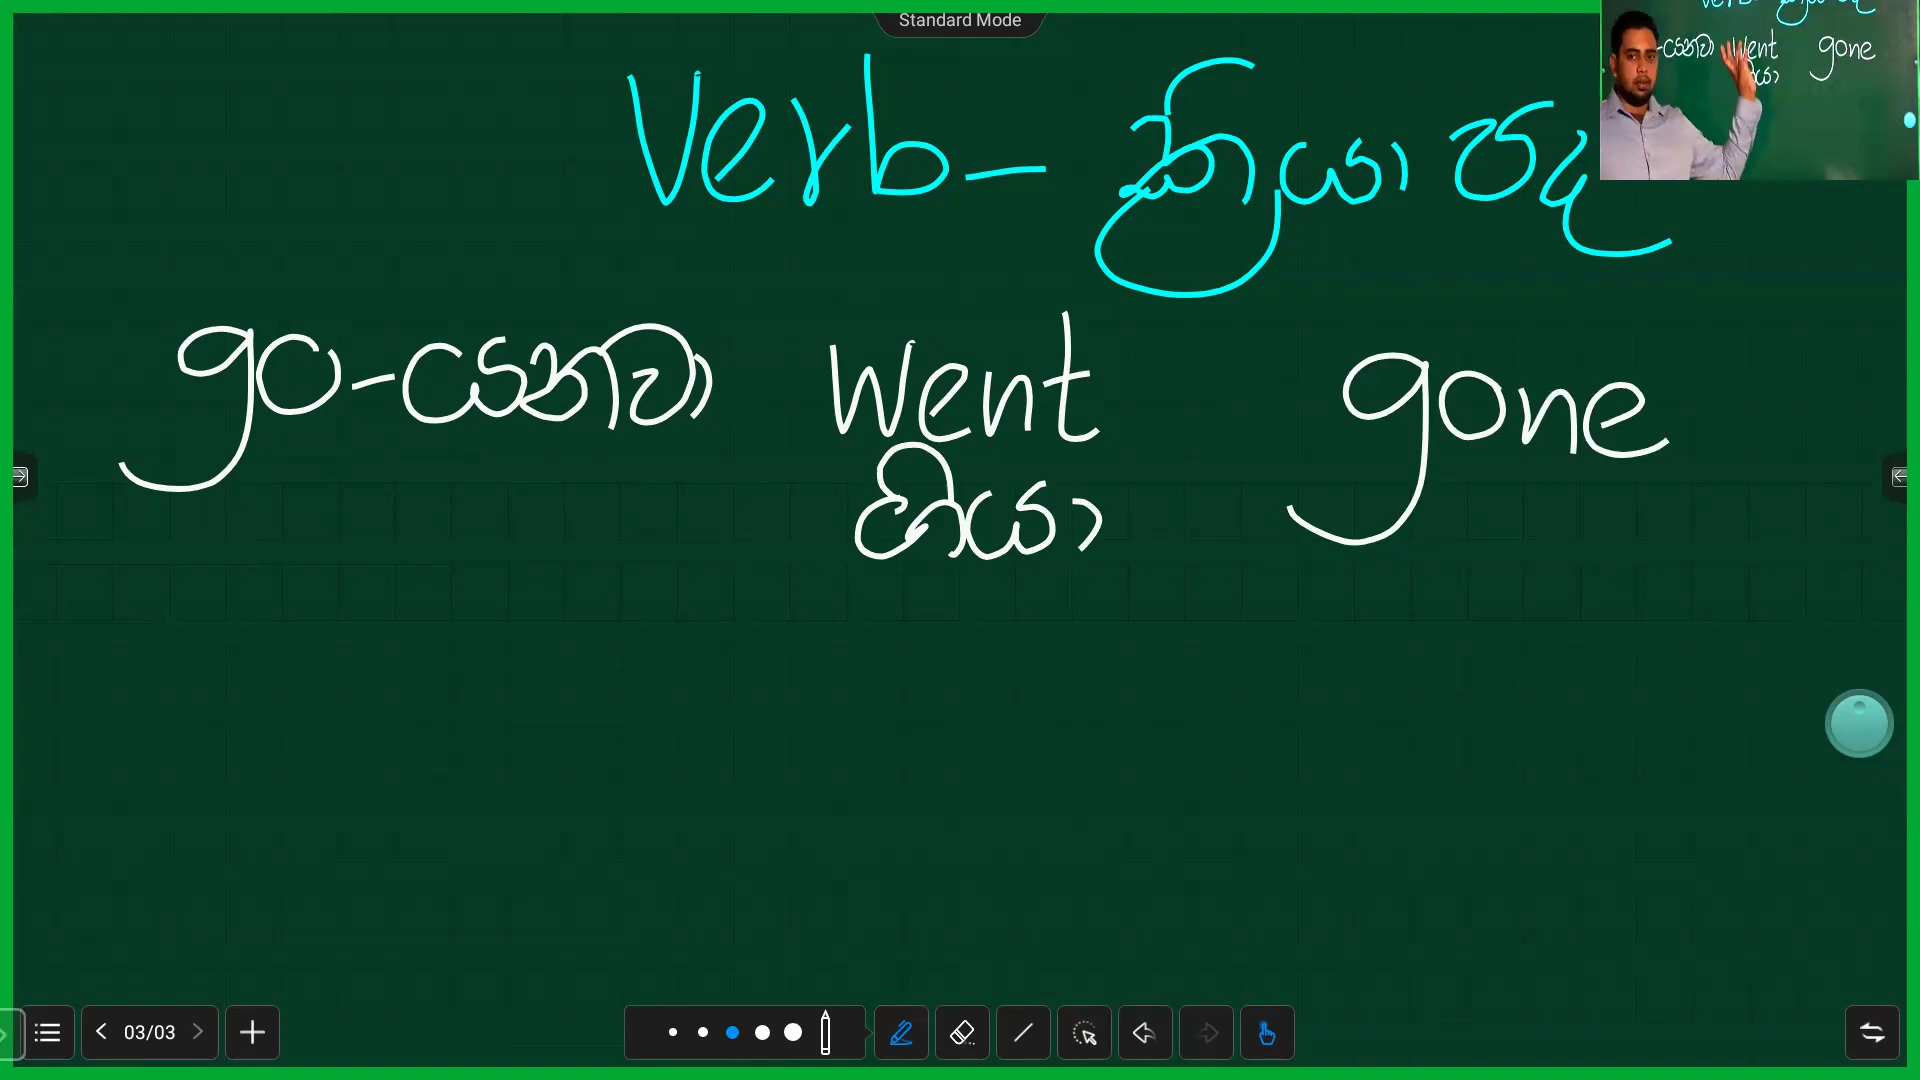 Standard Mode
Verb - ක්‍රියා පද
go - යනවා went gone
ගියා
03/03